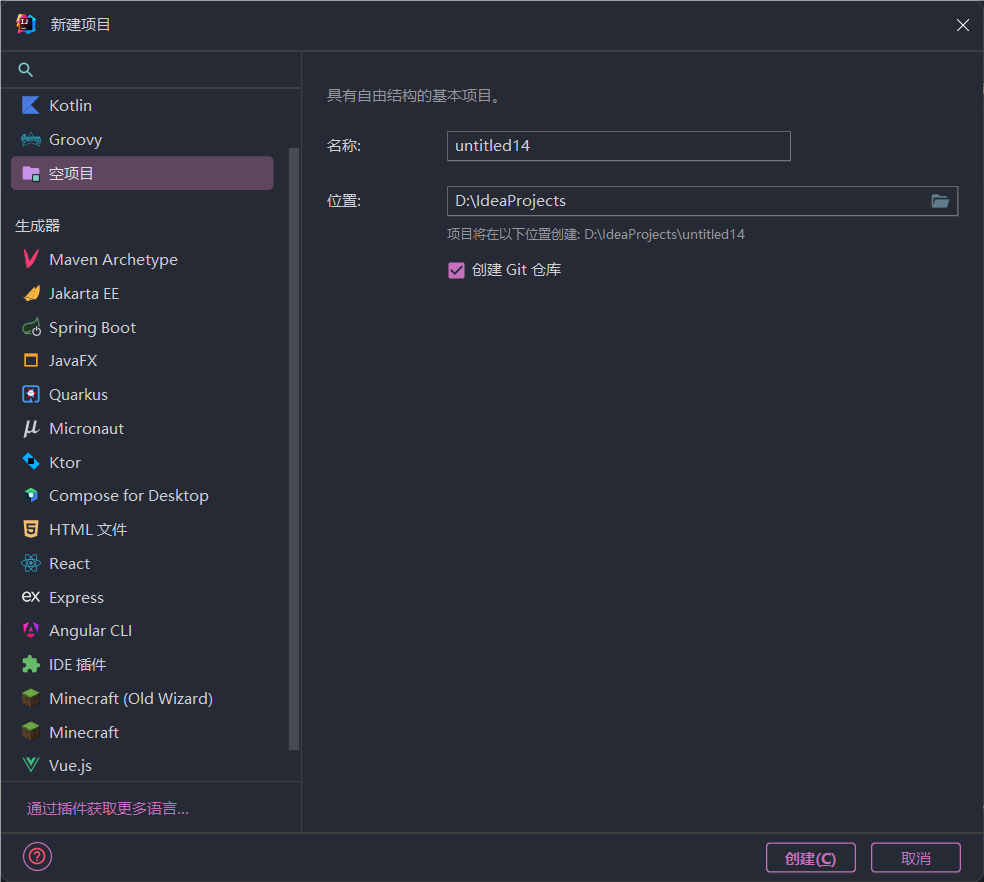 新建项目
Kotlin
Groovy
空项目
生成器
Maven Archetype
Jakarta EE
Spring Boot
JavaFX
Quarkus
Micronaut
Ktor
Compose for Desktop
HTML 文件
React
Express
Angular CLI
IDE 插件
Minecraft (Old Wizard)
Minecraft
Vue.js
通过插件获取更多语言...
具有自由结构的基本项目。
名称: untitled14
位置: D:\IdeaProjects
项目将在以下位置创建: D:\IdeaProjects\untitled14
创建 Git 仓库
创建(C) 取消